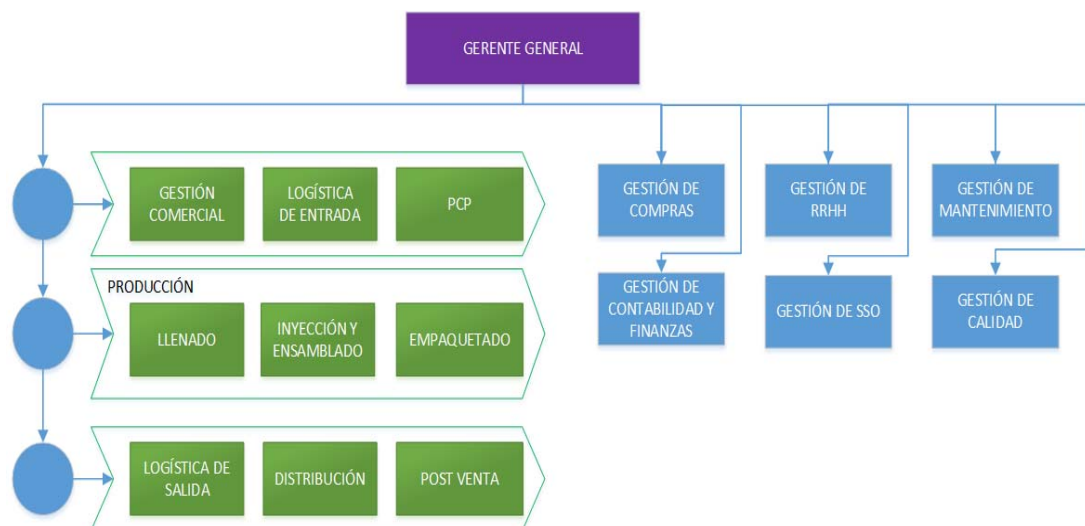 GERENTE GENERAL
GESTIÓN
COMERCIAL
LOGÍSTICA
DE ENTRADA
PCP
GESTIÓN DE
COMPRAS
GESTIÓN DE
RRHH
GESTIÓN DE
MANTENIMIENTO
PRODUCCIÓN
LLENADO
INYECCIÓN Y
ENSAMBLADO
EMPAQUETADO
GESTIÓN DE
CONTABILIDAD Y
FINANZAS
GESTIÓN DE SSO
GESTIÓN DE
CALIDAD
LOGÍSTICA DE
SALIDA
DISTRIBUCIÓN
POST VENTA